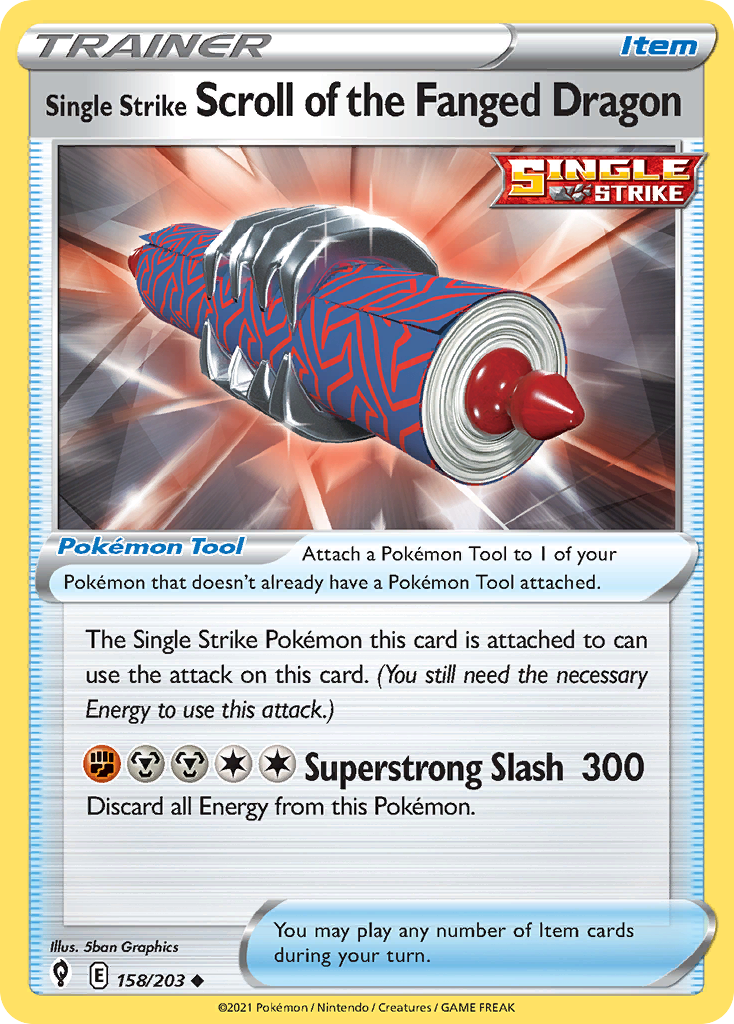 TRAINER
Item
Single Strike Scroll of the Fanged Dragon
SINGLE
STRIKE
Pokémon Tool
Attach a Pokémon Tool to 1 of your
Pokémon that doesn't already have a Pokémon Tool attached.
The Single Strike Pokémon this card is attached to can
use the attack on this card. (You still need the necessary
Energy to use this attack.)
Superstrong Slash 300
Discard all Energy from this Pokémon.
You may play any number of Item cards
during your turn.
Illus. 5ban Graphics
E 158/203
©2021 Pokémon / Nintendo / Creatures / GAME FREAK